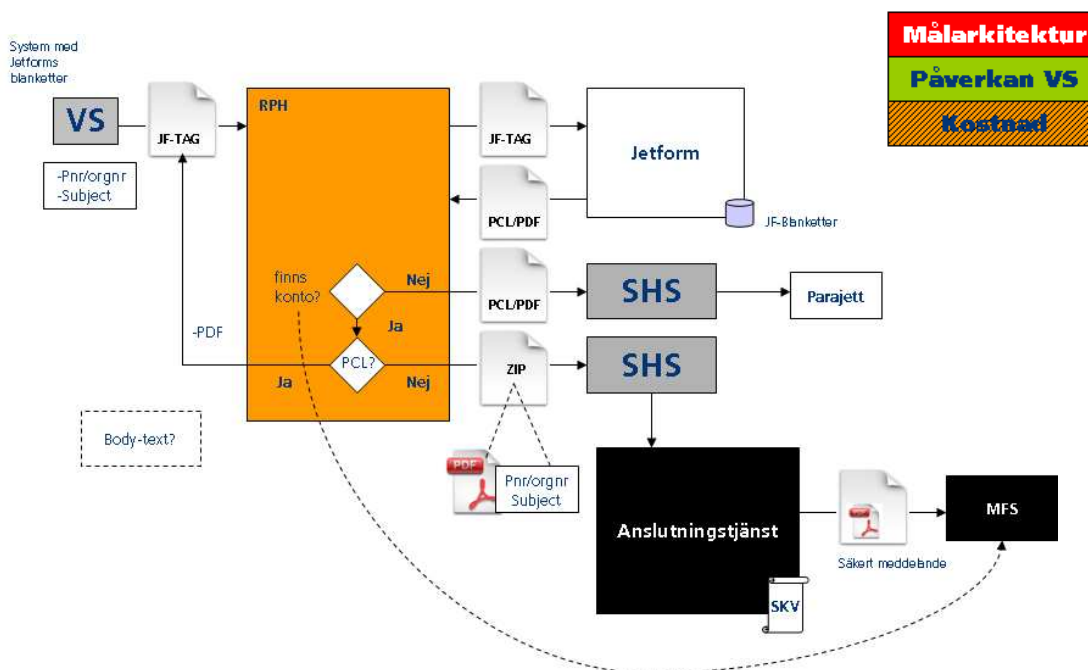 System med
Jetforms
blanketter
Målarkitektur
Påverkan VS
Kostnad
VS
JF-TAG
RPH
JF-TAG
Jetform
-Pnr/orgnr
-Subject
PCL/PDF
JF-Blanketter
finns
konto?
Nej
PCL/PDF
SHS
Parajett
-PDF
Ja
PCL?
Ja
Nej
ZIP
SHS
Body-text?
PDF
Pnr/orgnr
Subject
Anslutningstjänst
PDF
MFS
Säkert meddelande
SKV